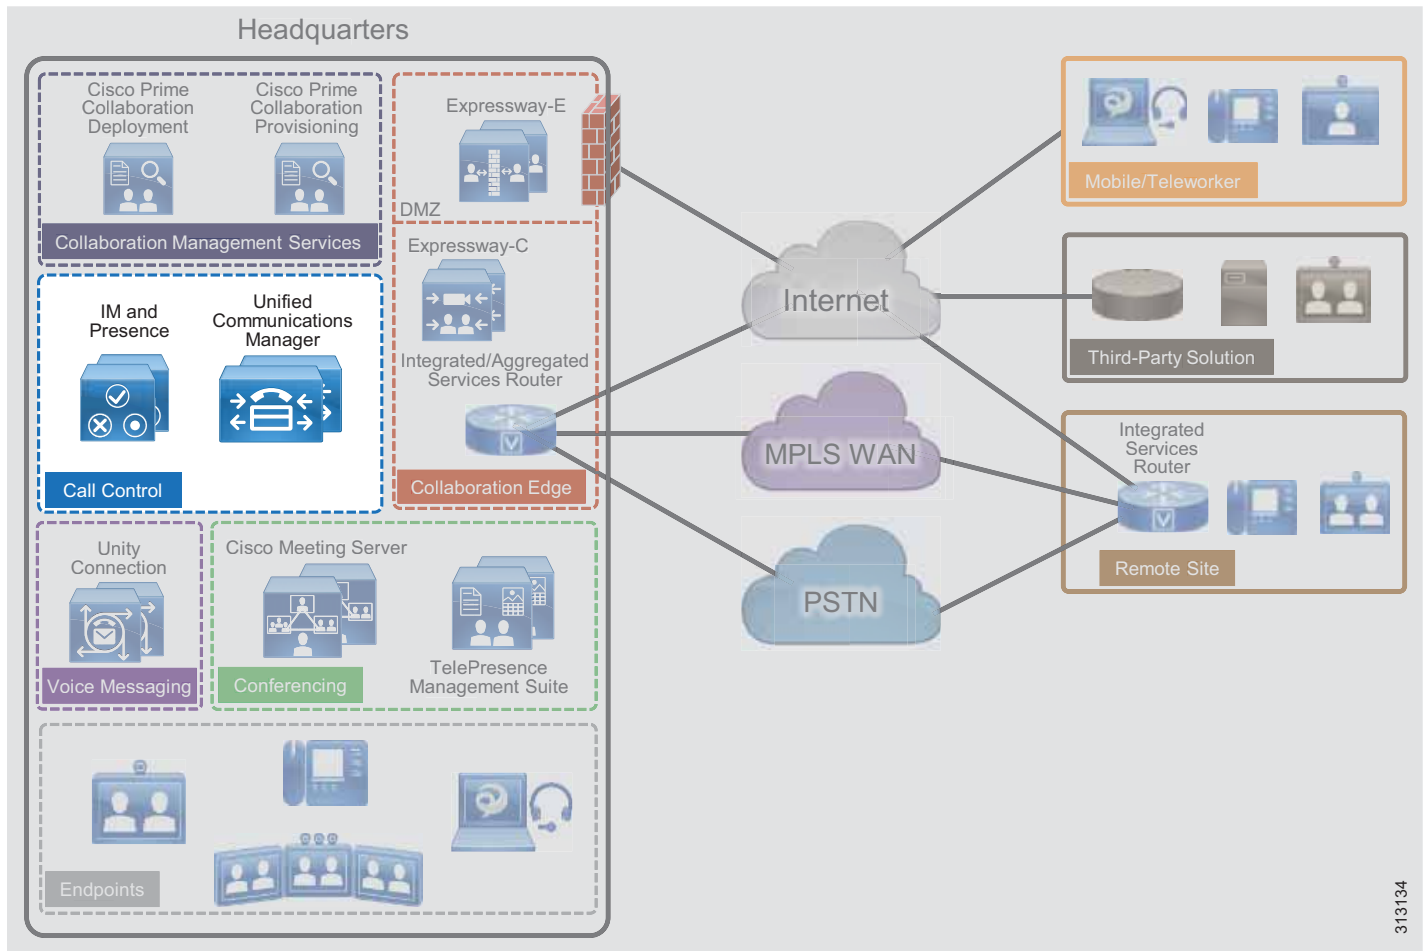 Headquarters
Cisco Prime
Collaboration
Deployment
Cisco Prime
Collaboration
Provisioning
Collaboration Management Services
Expressway-E
DMZ
Expressway-C
Integrated/Aggregated
Services Router
V
Collaboration Edge
IM and
Presence
Unified
Communications
Manager
Call Control
Unity
Connection
Voice Messaging
Cisco Meeting Server
TelePresence
Management Suite
Conferencing
Endpoints
Internet
MPLS WAN
PSTN
Mobile/Teleworker
Third-Party Solution
Integrated
Services
Router
V
Remote Site
313134